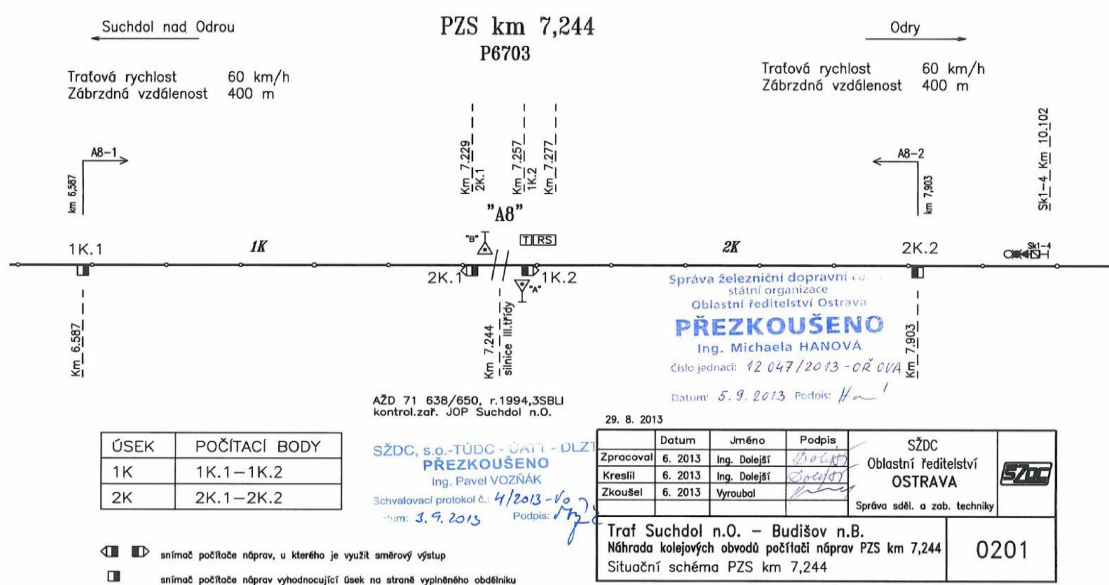 Suchdol nad Odrou
PZS km 7,244
P6703
Odry
Traťová rychlost 60 km/h
Zábrzdná vzdálenost 400 m
Traťová rychlost 60 km/h
Zábrzdná vzdálenost 400 m
A8-1
km 6,587
Km 7.229
2K.1
Km 7.257
1K.2
Km 7.277
A8-2
km 7,903
Sk1-4 Km 10.102
"A8"
1K.1
1K
"B"
T RS
2K
2K.2
Sk1-4
2K.1
1K.2
"A"
Km 6.587
Km 7.244
silnice III.třídy
Km 7.903
Správa železniční dopravní
státní organizace
Oblastní ředitelství Ostrava
PŘEZKOUŠENO
Ing. Michaela HANOVÁ
Číslo jednací: 12 047/2013 - OŘ OVA
Datum: 5. 9. 2013 Podpis:
AŽD 71 638/650, r.1994,3SBLI
kontrol.zař. JOP Suchdol n.O.
SŽDC, s.o.-TÚDC - ÚATT - DLZT
PŘEZKOUŠENO
Ing. Pavel VOZŇÁK
Schvalovací protokol č.: 4/2013-Vo
3. 9. 2013 Podpis:
ÚSEK POČÍTACÍ BODY
1K 1K.1-1K.2
2K 2K.1-2K.2
snímač počítače náprav, u kterého je využit směrový výstup
snímač počítače náprav vyhodnocující úsek na straně vyplněného obdélníku
29. 8. 2013
Datum Jméno Podpis
Zpracoval 6. 2013 Ing. Dolejší
Kreslil 6. 2013 Ing. Dolejší
Zkoušel 6. 2013 Vyroubal
SŽDC
Oblastní ředitelství
OSTRAVA
Správa sděl. a zab. techniky
SŽDC
Trať Suchdol n.O. - Budišov n.B.
Náhrada kolejových obvodů počítači náprav PZS km 7,244
Situační schéma PZS km 7,244
0201